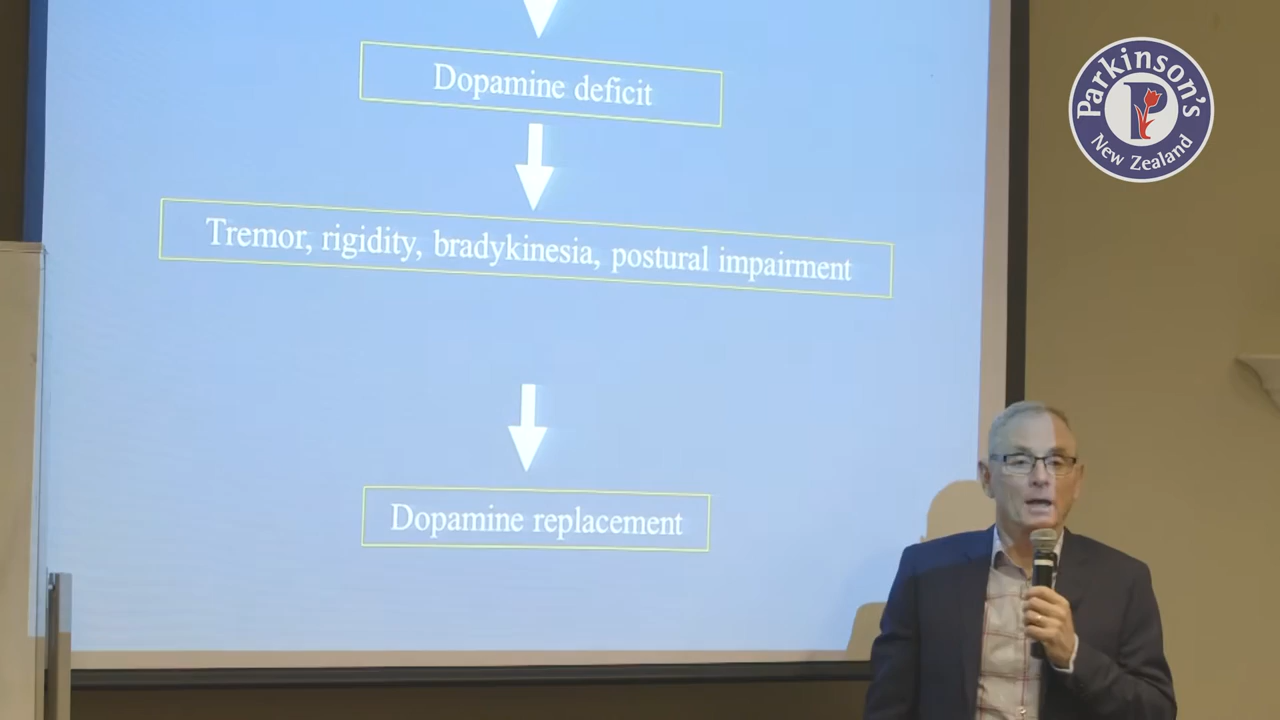 Dopamine deficit
Tremor, rigidity, bradykinesia, postural impairment
Dopamine replacement
Parkinson's
P
New Zealand